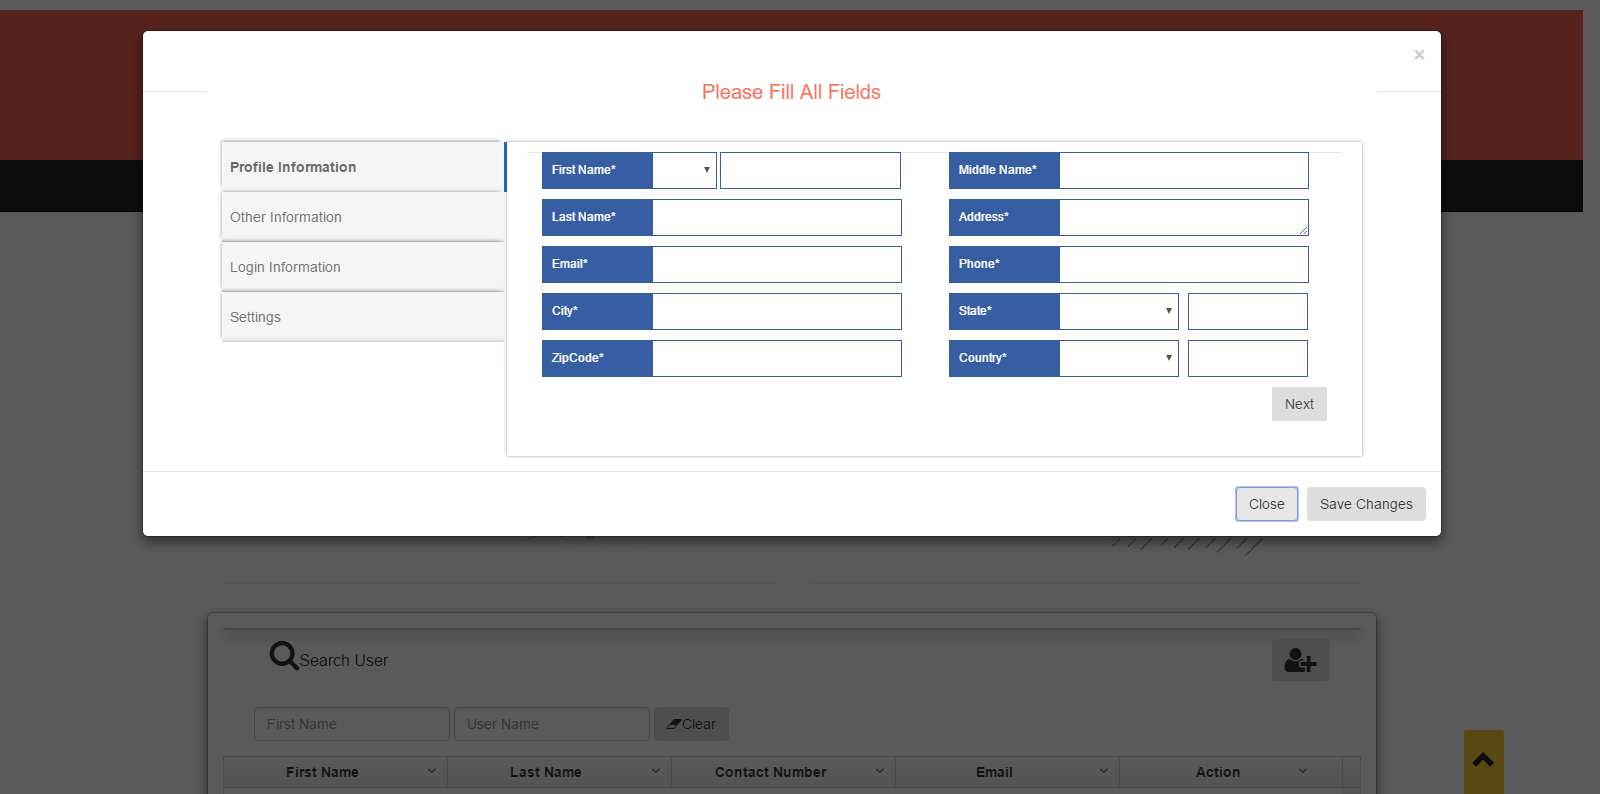 ×
Please Fill All Fields
Profile Information
Other Information
Login Information
Settings
First Name*
Middle Name*
Last Name*
Address*
Email*
Phone*
City*
State*
ZipCode*
Country*
Next
Close
Save Changes
Search User
First Name
User Name
Clear
First Name
Last Name
Contact Number
Email
Action